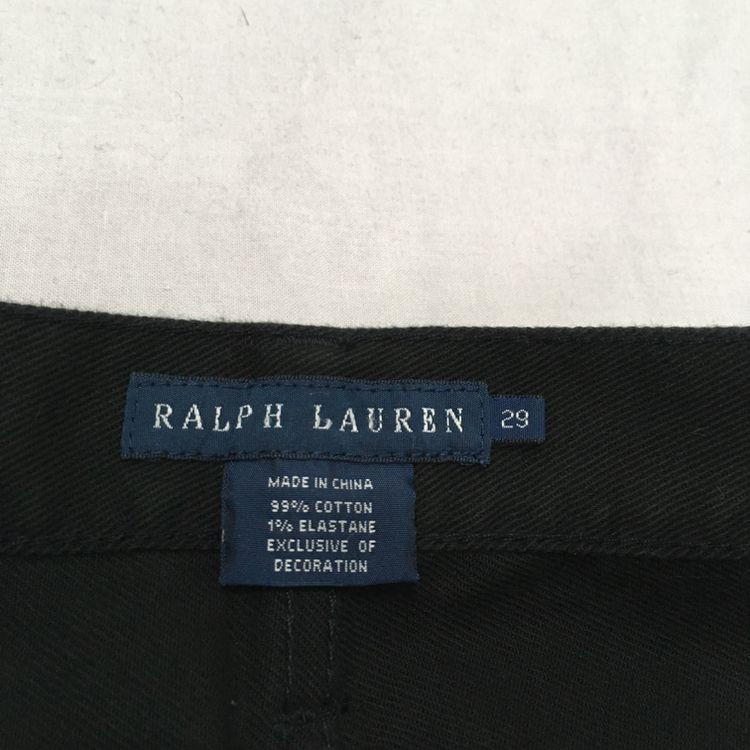 RALPH LAUREN
29
MADE IN CHINA
99% COTTON
1% ELASTANE
EXCLUSIVE OF
DECORATION